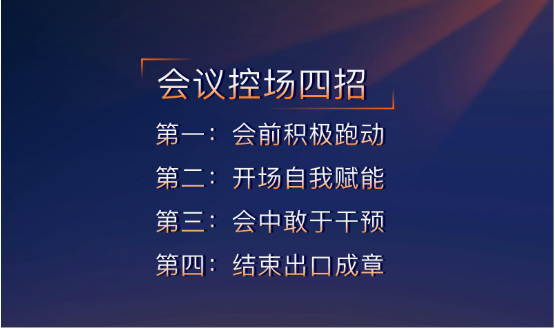 会议控场四招
第一：会前积极跑动
第二：开场自我赋能
第三：会中敢于干预
第四：结束出口成章